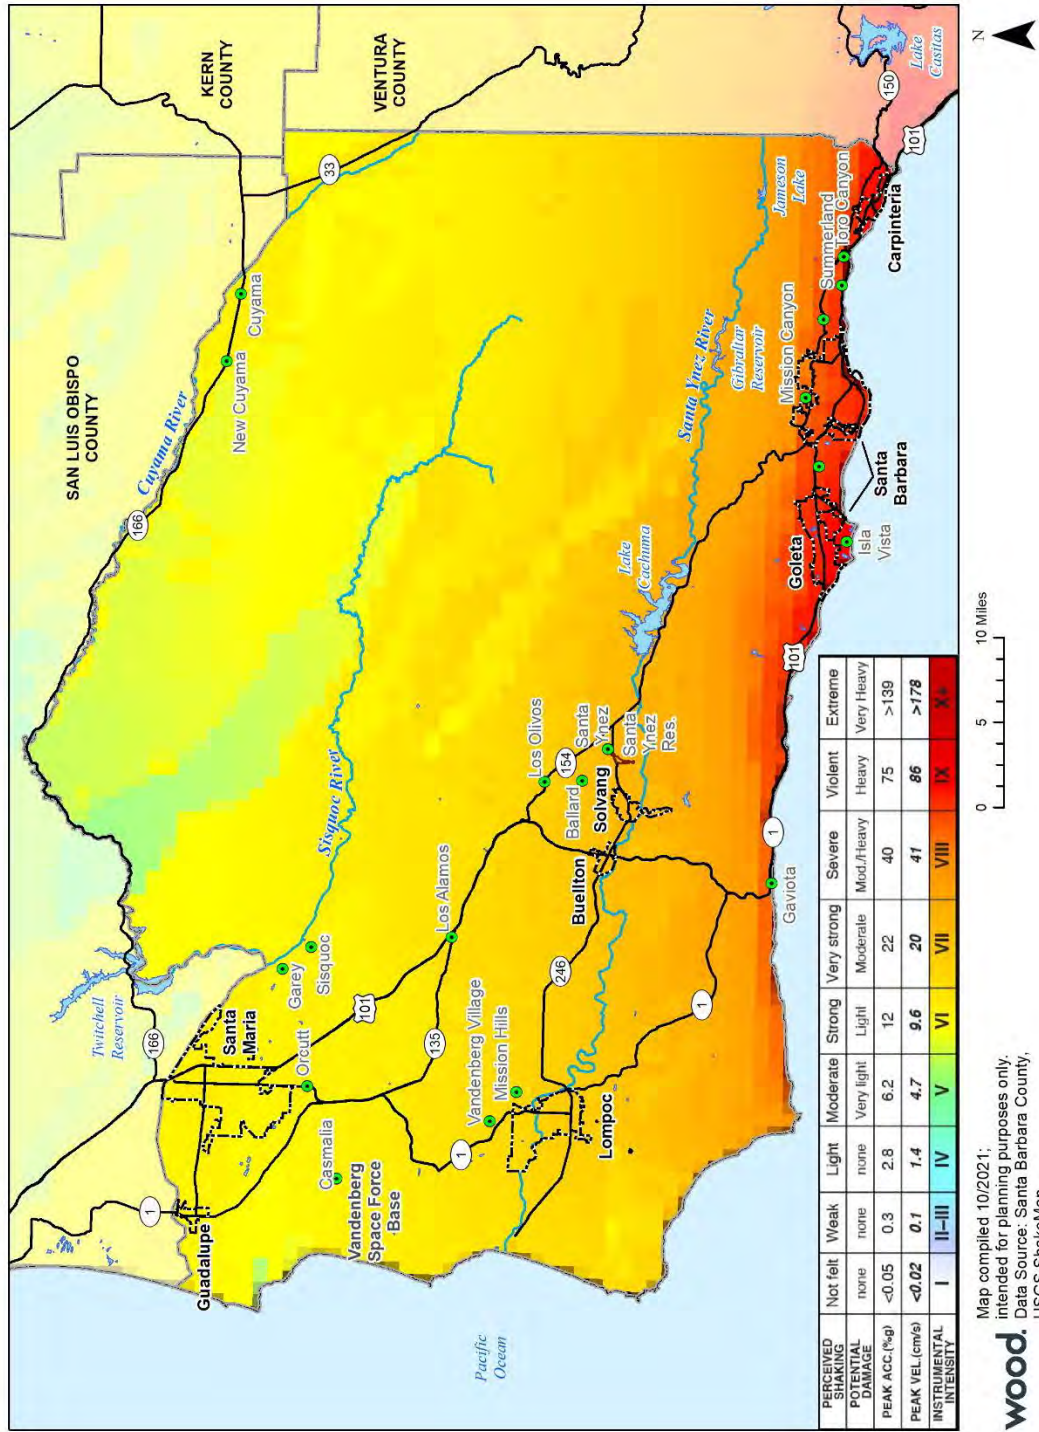 SAN LUIS OBISPO
COUNTY
KERN
COUNTY
VENTURA
COUNTY
Twitchell
Reservoir
166
166
33
1
Guadalupe
Santa
Maria
Orcutt
Garey
Sisquoc
Cuyama River
New Cuyama
Cuyama
Sisquoc River
Casmalia
Vandenberg
Space Force
Base
101
135
Los Alamos
1
Vandenberg Village
Mission Hills
Lompoc
246
Los Olivos
154
Ballard
Santa
Ynez
Solvang
Santa
Ynez
Res.
Buellton
Lake
Cachuma
Santa Ynez River
Gibraltar
Reservoir
Jameson
Lake
1
1
Gaviota
101
Goleta
Isla
Vista
Santa
Barbara
Mission Canyon
Summerland
Toro Canyon
Carpinteria
150
101
Lake
Casitas
Pacific
Ocean
PERCEIVED SHAKING Not felt Weak Light Moderate Strong Very strong Severe Violent Extreme
POTENTIAL DAMAGE none none none Very light Light Moderate Mod./Heavy Heavy Very Heavy
PEAK ACC.(%g) <0.05 0.3 2.8 6.2 12 22 40 75 >139
PEAK VEL.(cm/s) <0.02 0.1 1.4 4.7 9.6 20 41 86 >178
INSTRUMENTAL INTENSITY I II–III IV V VI VII VIII IX X+
wood.
Map compiled 10/2021;
intended for planning purposes only.
Data Source: Santa Barbara County,
USGS ShakeMap
0 5 10 Miles
N